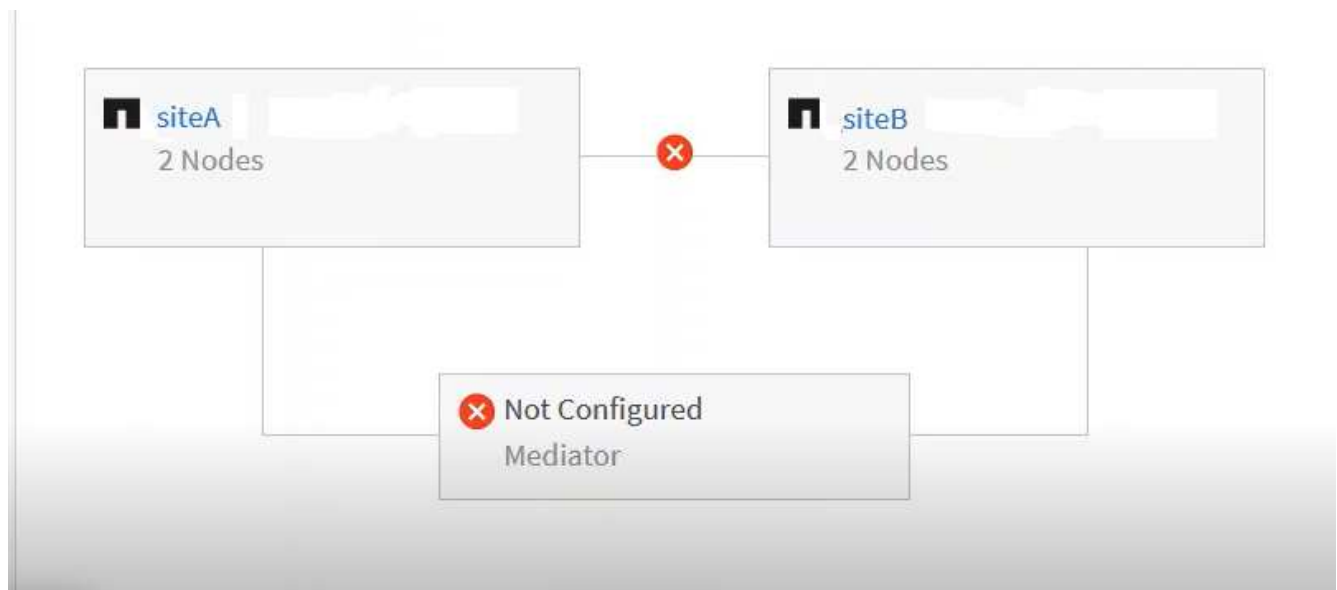 siteA
2 Nodes
siteB
2 Nodes
Not Configured
Mediator